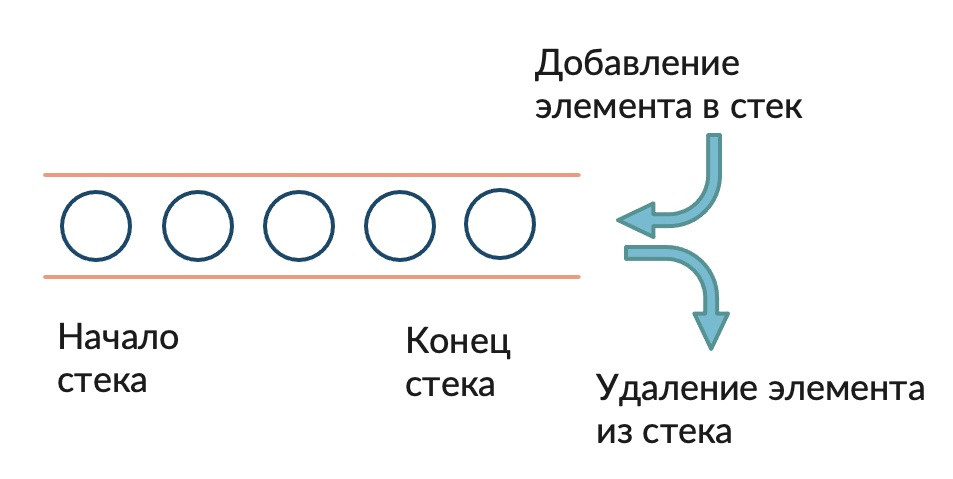 Добавление
элемента в стек
Начало
стека
Конец
стека
Удаление элемента
из стека